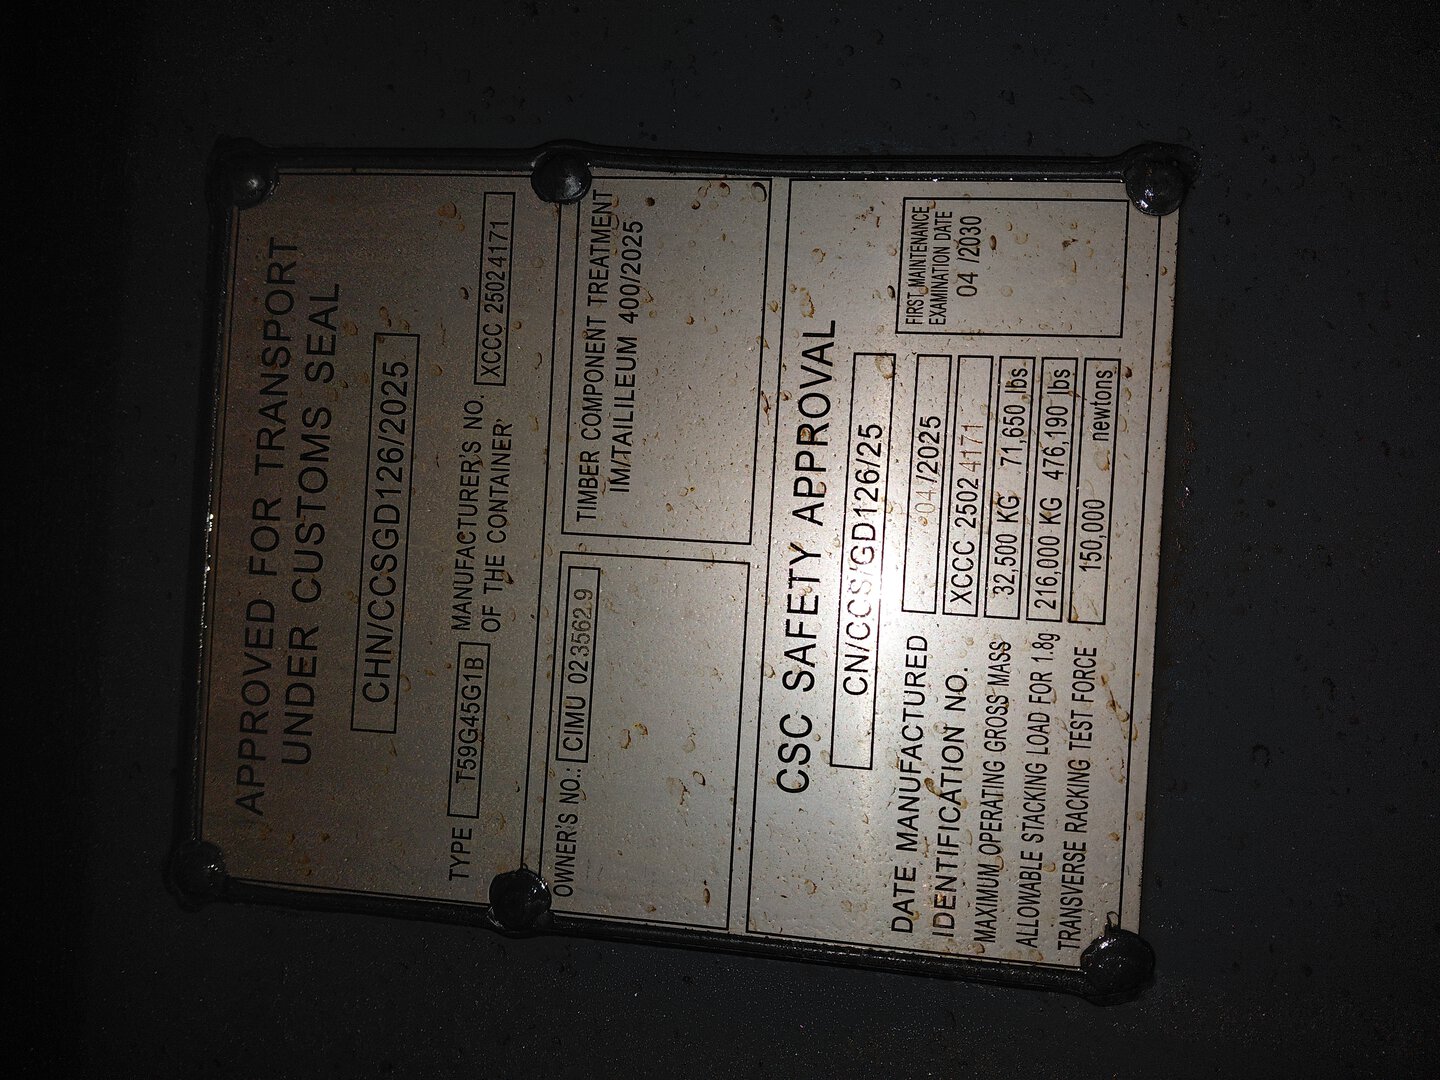 APPROVED FOR TRANSPORT
UNDER CUSTOMS SEAL
CHN/CCSGD126/2025
TYPE T59G45G1B MANUFACTURER'S NO.
OF THE CONTAINER XCCC 25024171
OWNER'S NO.: CIMU 023562 9
TIMBER COMPONENT TREATMENT
IM/TAILILEUM 400/2025
CSC SAFETY APPROVAL
CN/CCS/GD126/25
DATE MANUFACTURED 04/2025
IDENTIFICATION NO. XCCC 25024171
MAXIMUM OPERATING GROSS MASS 32,500 KG 71,650 lbs
ALLOWABLE STACKING LOAD FOR 1.8g 216,000 KG 476,190 lbs
TRANSVERSE RACKING TEST FORCE 150,000 newtons
FIRST MAINTENANCE
EXAMINATION DATE
04 /2030